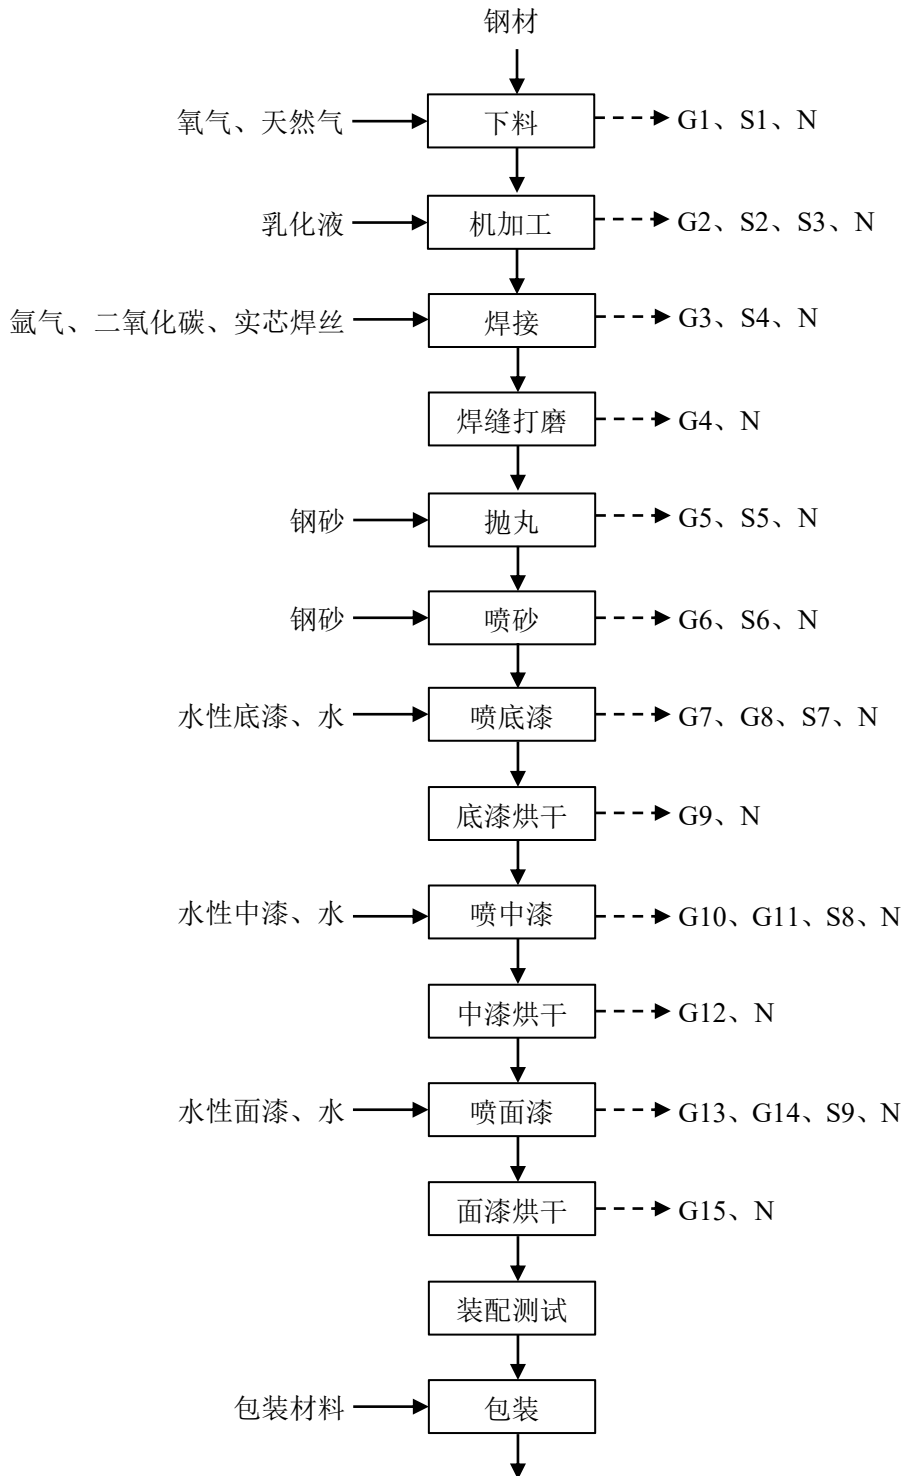 钢材
氧气、天然气 下料 G1、S1、N
乳化液 机加工 G2、S2、S3、N
氩气、二氧化碳、实芯焊丝 焊接 G3、S4、N
焊缝打磨 G4、N
钢砂 抛丸 G5、S5、N
钢砂 喷砂 G6、S6、N
水性底漆、水 喷底漆 G7、G8、S7、N
底漆烘干 G9、N
水性中漆、水 喷中漆 G10、G11、S8、N
中漆烘干 G12、N
水性面漆、水 喷面漆 G13、G14、S9、N
面漆烘干 G15、N
装配测试
包装材料 包装